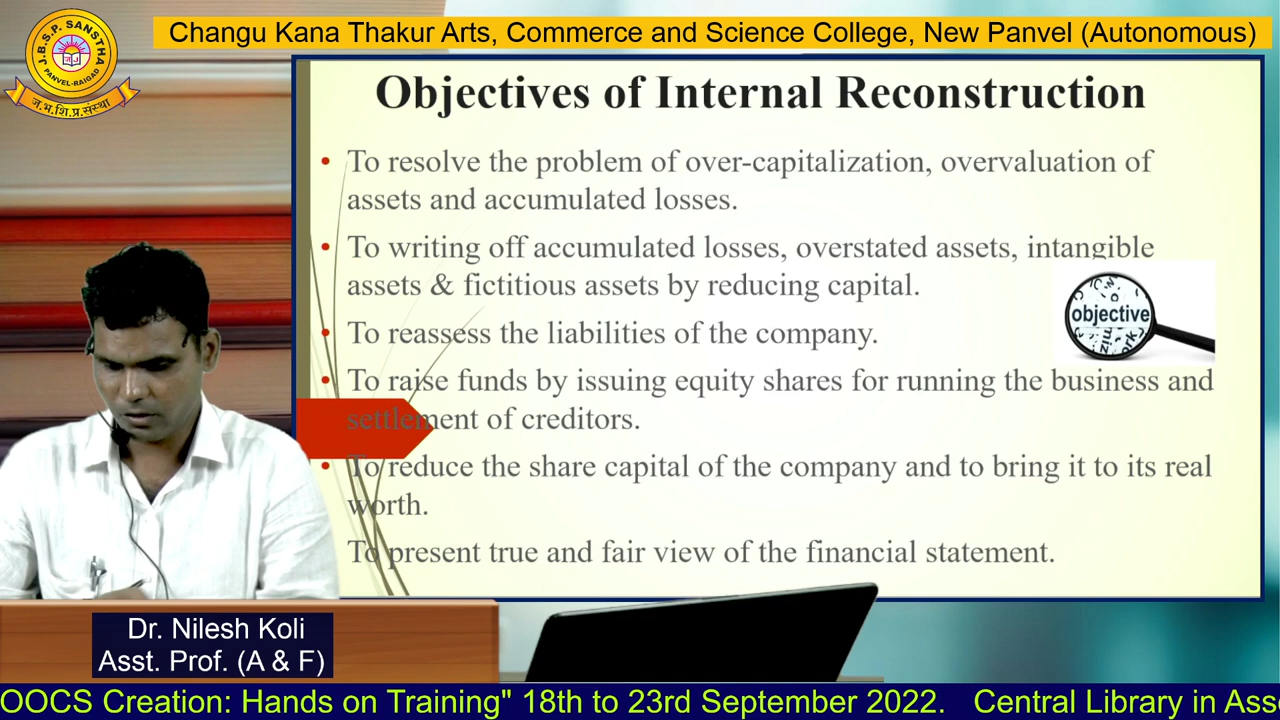 J.B.S.P. SANSTHA
PANVEL-RAIGAD
ज.भ.शि.प्र.संस्था
Changu Kana Thakur Arts, Commerce and Science College, New Panvel (Autonomous)
Objectives of Internal Reconstruction
• To resolve the problem of over-capitalization, overvaluation of
assets and accumulated losses.
• To writing off accumulated losses, overstated assets, intangible
assets & fictitious assets by reducing capital.
objective
• To reassess the liabilities of the company.
• To raise funds by issuing equity shares for running the business and
settlement of creditors.
• To reduce the share capital of the company and to bring it to its real
worth.
To present true and fair view of the financial statement.
Dr. Nilesh Koli
Asst. Prof. (A & F)
OOCS Creation: Hands on Training" 18th to 23rd September 2022. Central Library in Ass